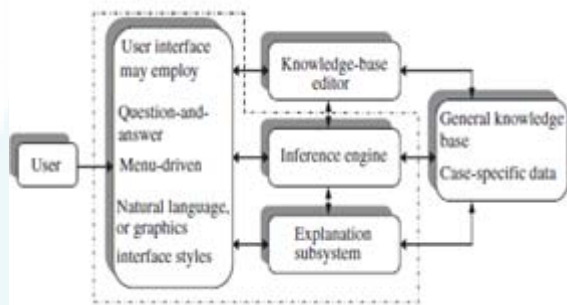 User
User interface
may employ
Question-and-
answer
Menu-driven
Natural language,
or graphics
interface styles
Knowledge-base
editor
Inference engine
Explanation
subsystem
General knowledge
base
Case-specific data